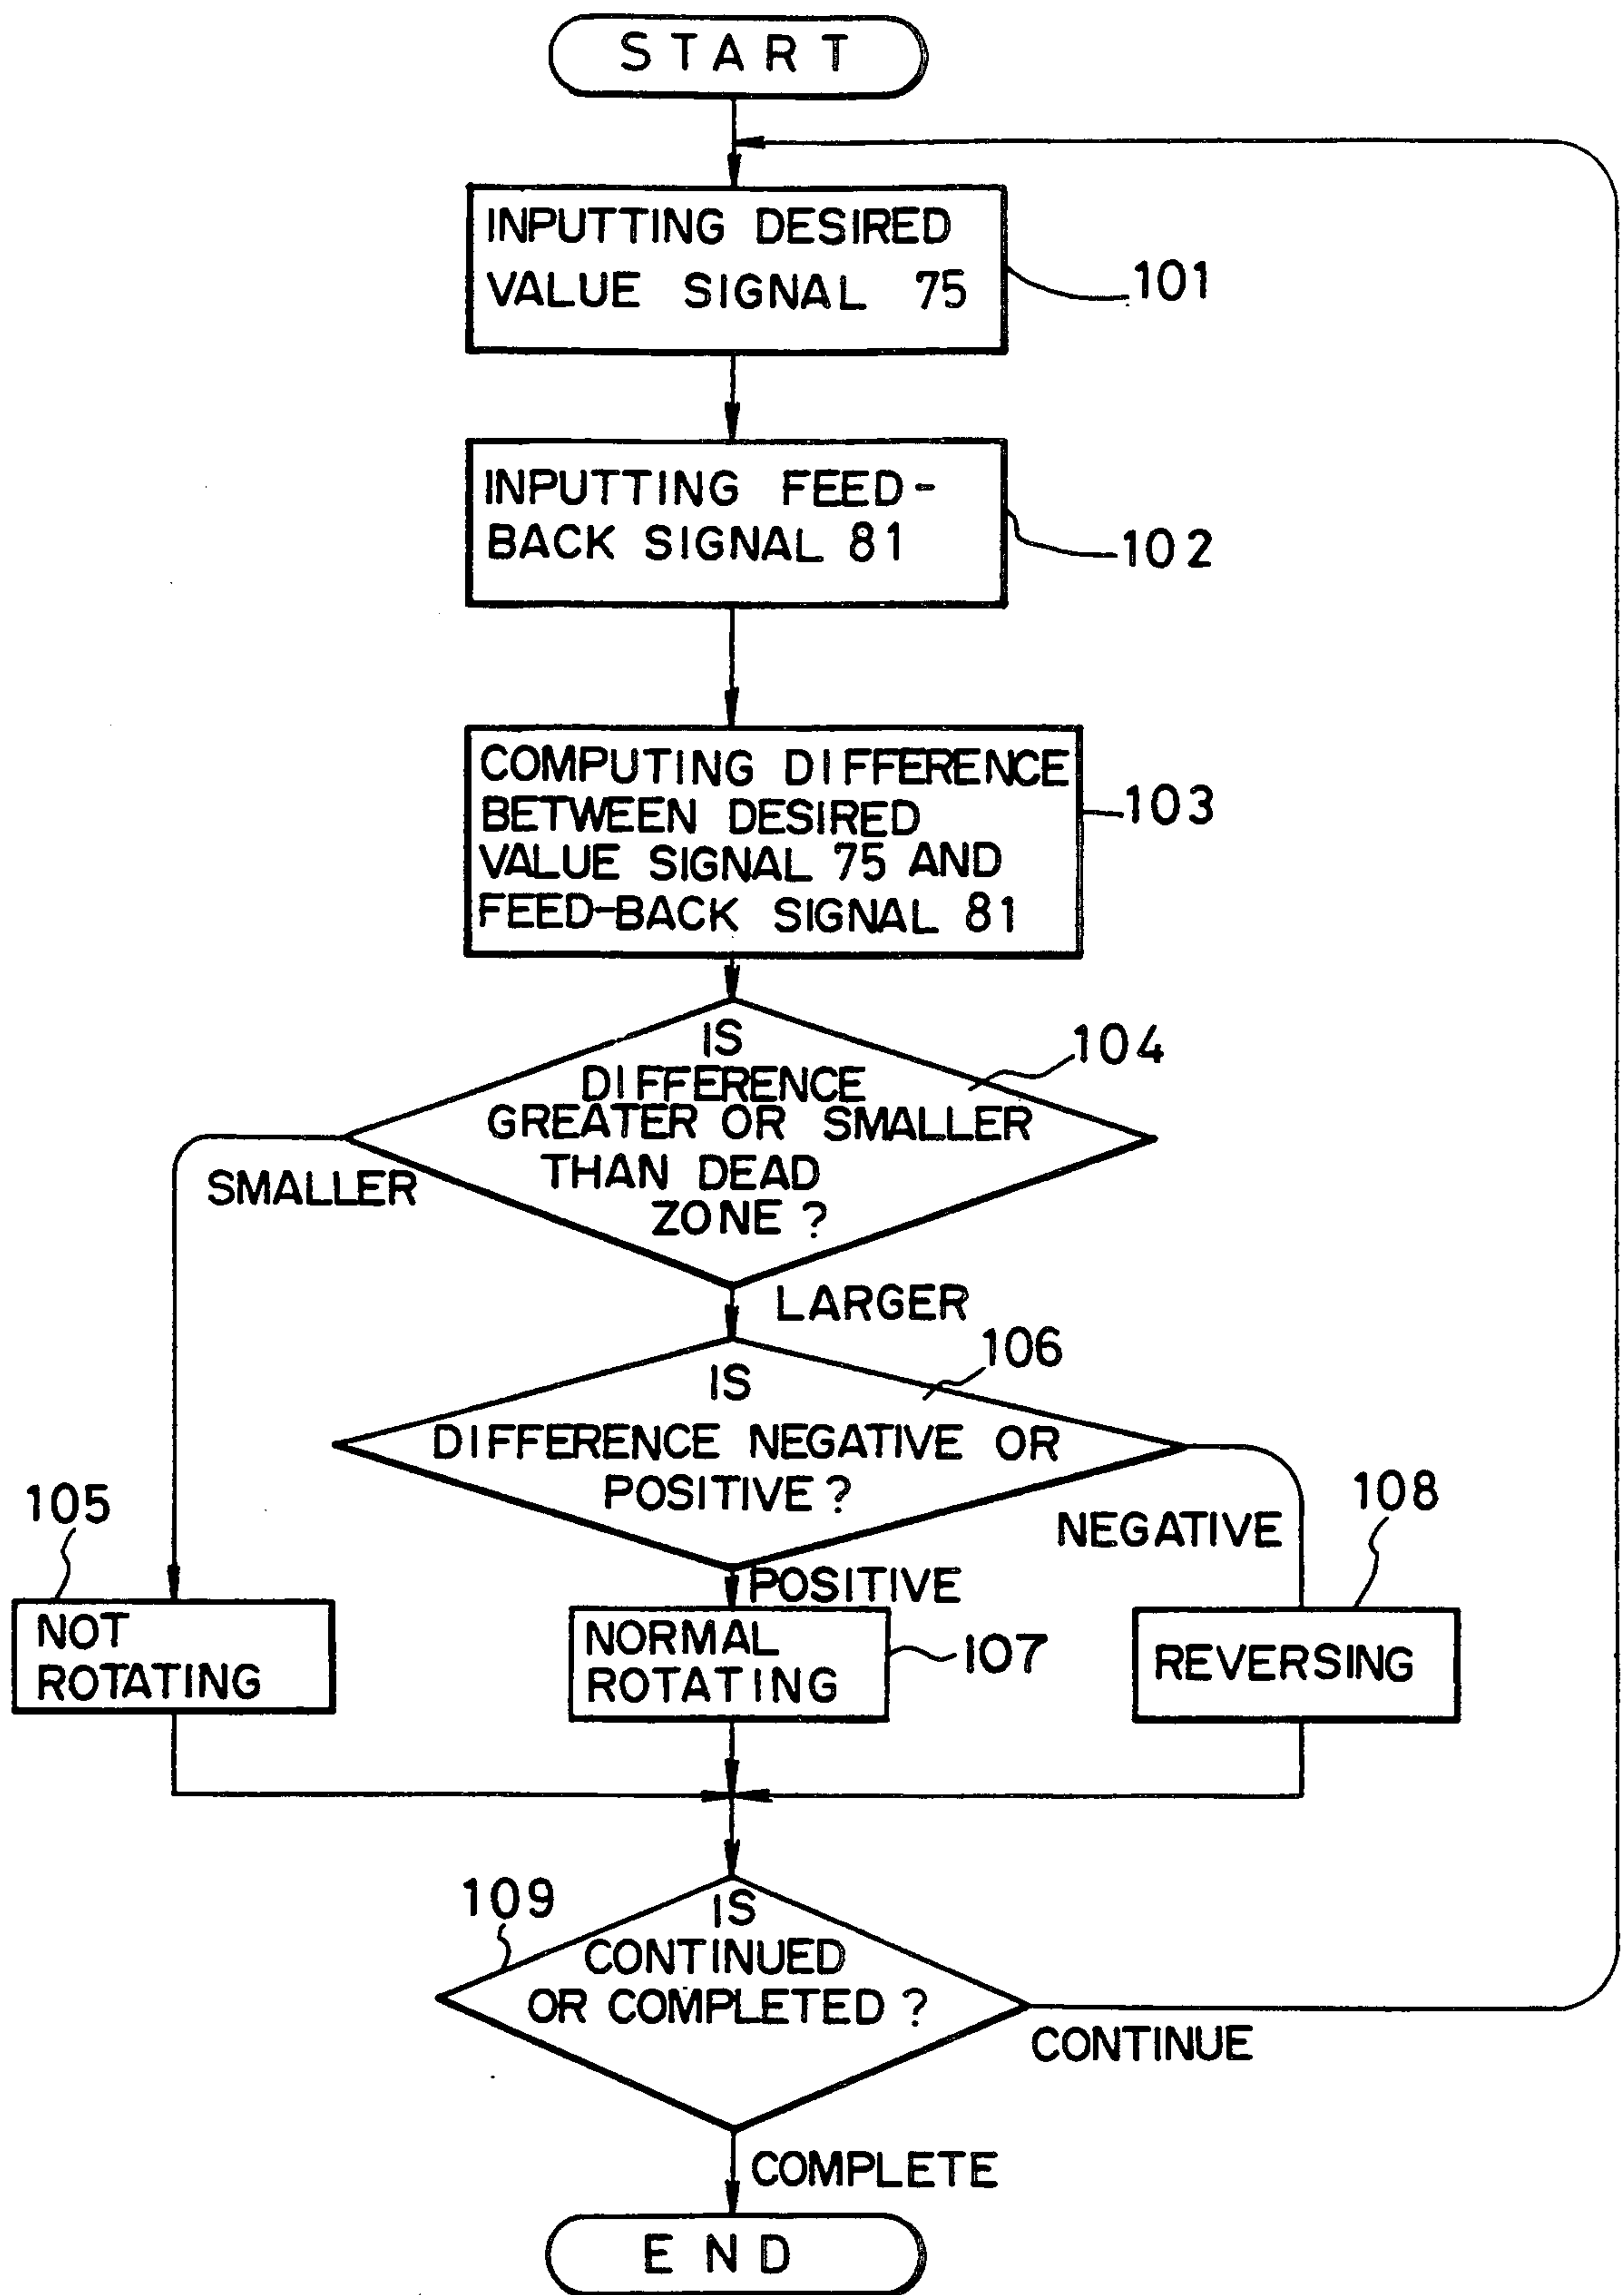 START
INPUTTING DESIRED
VALUE SIGNAL 75
101
INPUTTING FEED-
BACK SIGNAL 81
102
COMPUTING DIFFERENCE
BETWEEN DESIRED
VALUE SIGNAL 75 AND
FEED-BACK SIGNAL 81
103
IS
DIFFERENCE
GREATER OR SMALLER
THAN DEAD
ZONE ?
104
SMALLER
LARGER
106
IS
DIFFERENCE NEGATIVE OR
POSITIVE ?
105
NEGATIVE
108
POSITIVE
NOT
ROTATING
NORMAL
ROTATING
107
REVERSING
109
IS
CONTINUED
OR COMPLETED ?
CONTINUE
COMPLETE
END